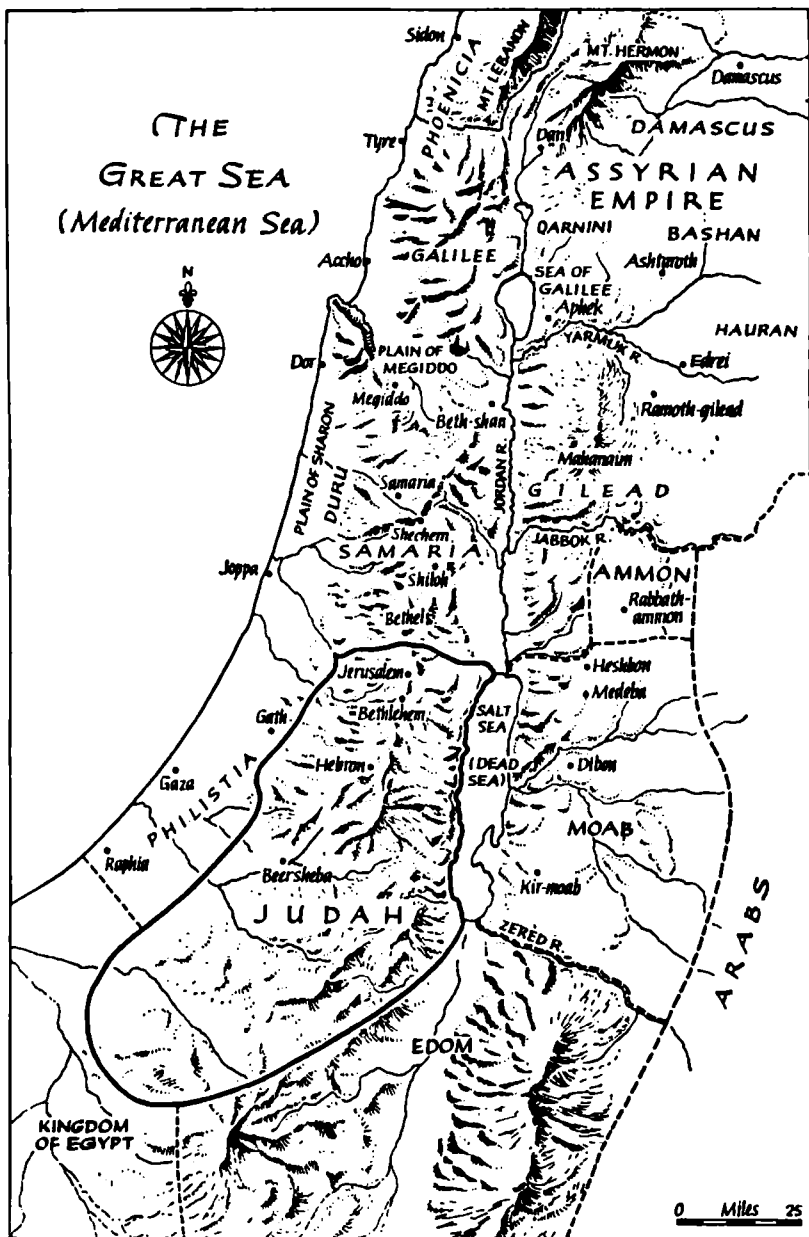 Sidon
PHOENICIA
MT. LEBANON
MT. HERMON
Damascus
THE
GREAT SEA
(Mediterranean Sea)
Tyre
Dan
DAMASCUS
ASSYRIAN
EMPIRE
QARNINI
BASHAN
N
Accho
GALILEE
SEA OF
GALILEE
Ashtaroth
Aphek
HAURAN
YARMUK R.
Dor
PLAIN OF
MEGIDDO
Edrei
Megiddo
Beth-shan
Ramoth-gilead
PLAIN OF SHARON
DURU
JORDAN R.
Mahanaim
Samaria
GILEAD
Shechem
SAMARIA
JABBOK R.
Joppa
Shiloh
AMMON
Rabbath-
ammon
Bethel
Jerusalem
Heshbon
Medeba
Bethlehem
SALT
SEA
(DEAD
SEA)
Gath
Hebron
Dibon
Gaza
PHILISTIA
MOAB
Raphia
Beersheba
Kir-moab
JUDAH
ZERED R.
ARABS
EDOM
KINGDOM
OF EGYPT
0 Miles 25